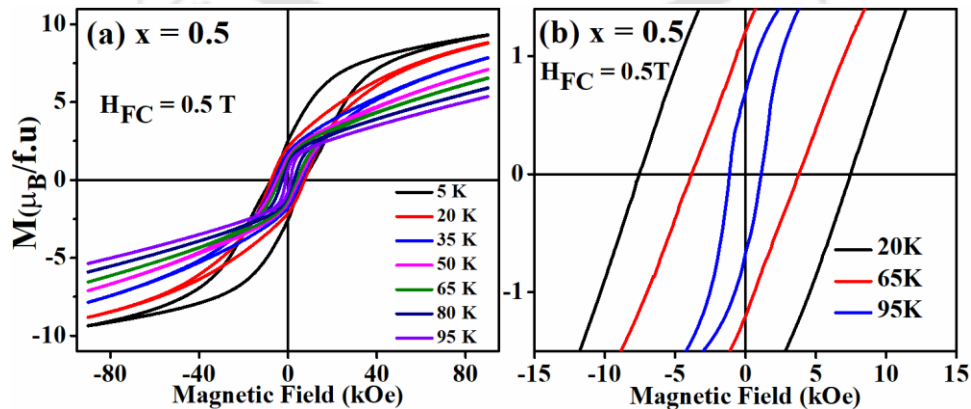 (a) x = 0.5
H_FC = 0.5 T
M(μ_B/f.u)
10
5
0
-5
-10
5 K
20 K
35 K
50 K
65 K
80 K
95 K
-80
-40
0
40
80
Magnetic Field (kOe)
(b) x = 0.5
H_FC = 0.5T
1
0
-1
20K
65K
95K
-15
-10
-5
0
5
10
15
Magnetic Field (kOe)